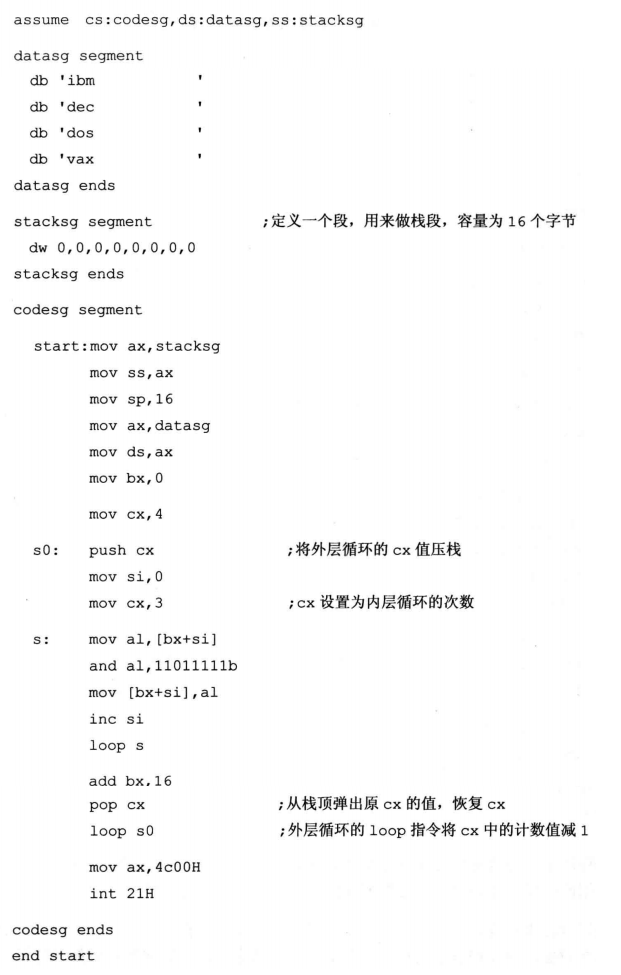 assume  cs:codesg,ds:datasg,ss:stacksg
datasg segment
  db 'ibm             '
  db 'dec             '
  db 'dos             '
  db 'vax             '
datasg ends
stacksg segment                ;定义一个段，用来做栈段，容量为 16 个字节
  dw 0,0,0,0,0,0,0,0
stacksg ends
codesg segment
  start:mov ax,stacksg
        mov ss,ax
        mov sp,16
        mov ax,datasg
        mov ds,ax
        mov bx,0
        mov cx,4
  s0:   push cx                ;将外层循环的 cx 值压栈
        mov si,0
        mov cx,3               ;cx 设置为内层循环的次数
  s:    mov al,[bx+si]
        and al,11011111b
        mov [bx+si],al
        inc si
        loop s
        add bx.16
        pop cx                 ;从栈顶弹出原 cx 的值，恢复 cx
        loop s0                ;外层循环的 loop 指令将 cx 中的计数值减 1
        mov ax,4c00H
        int 21H
codesg ends
end start